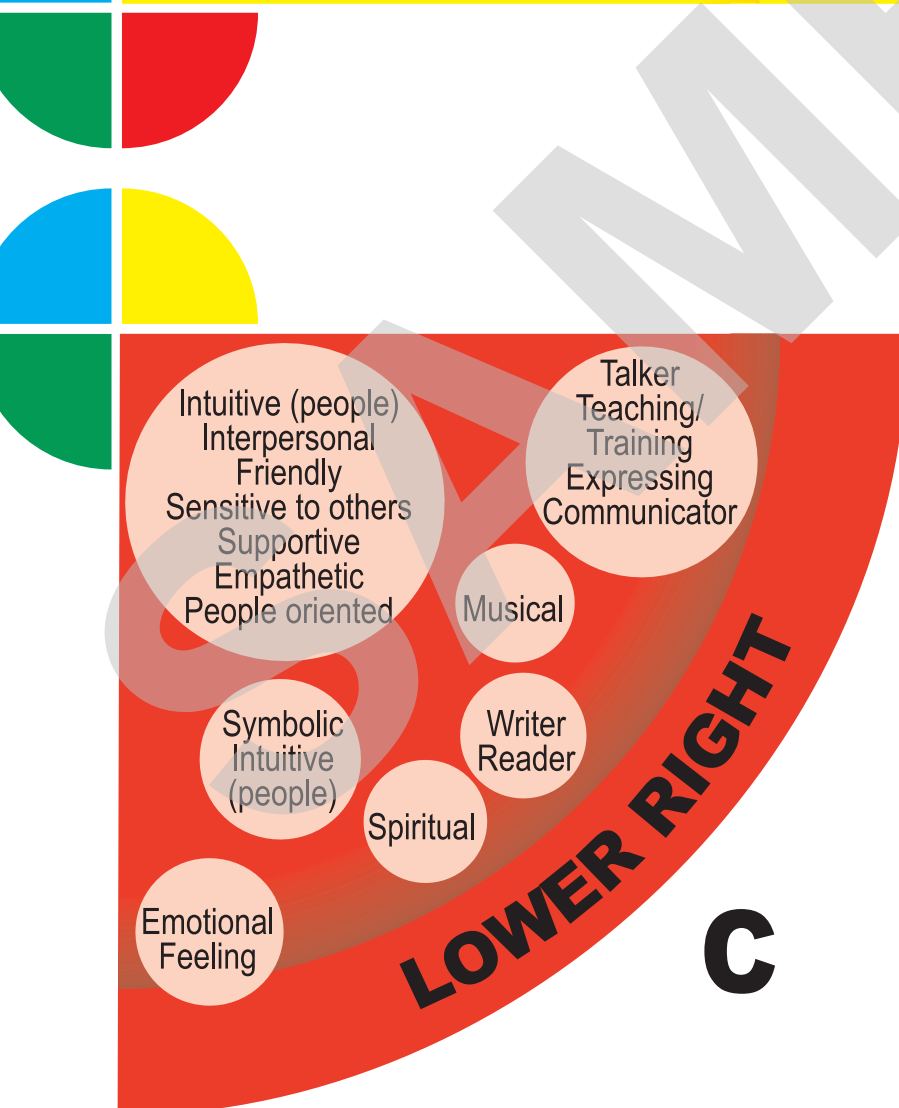 Intuitive (people)
Interpersonal
Friendly
Sensitive to others
Supportive
Empathetic
People oriented
Talker
Teaching/
Training
Expressing
Communicator
Musical
Symbolic
Intuitive
(people)
Writer
Reader
Spiritual
Emotional
Feeling
LOWER RIGHT
C